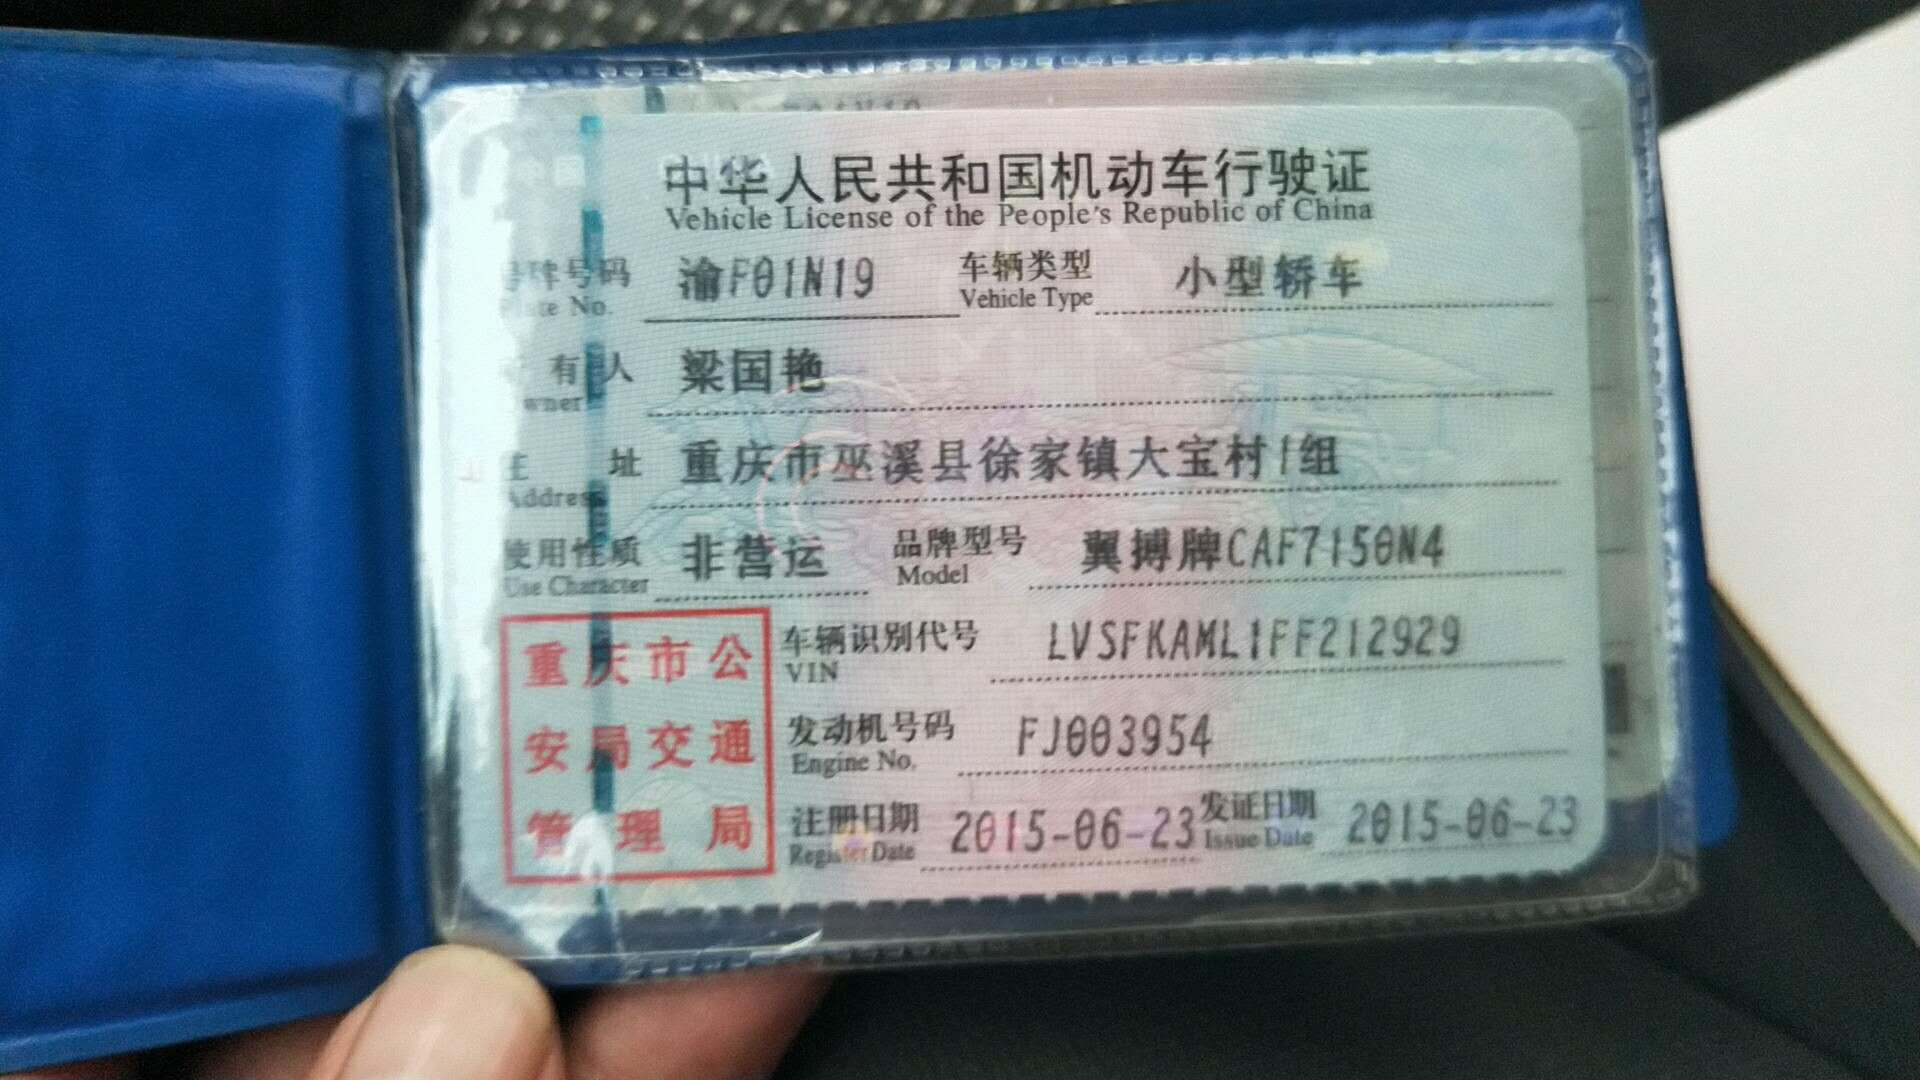 中华人民共和国机动车行驶证
Vehicle License of the People's Republic of China
号牌号码 渝F01N19 车辆类型 小型轿车
Plate No. Vehicle Type
有人 梁国艳
Owner
住 址 重庆市巫溪县徐家镇大宝村1组
Address
使用性质 非营运 品牌型号 翼搏牌CAF7150N4
Use Character Model
重庆市公 车辆识别代号 LVSFKAML1FF212929
VIN
安局交通 发动机号码 FJ003954
Engine No.
管理局 注册日期 2015-06-23 发证日期 2015-06-23
Register Date Issue Date